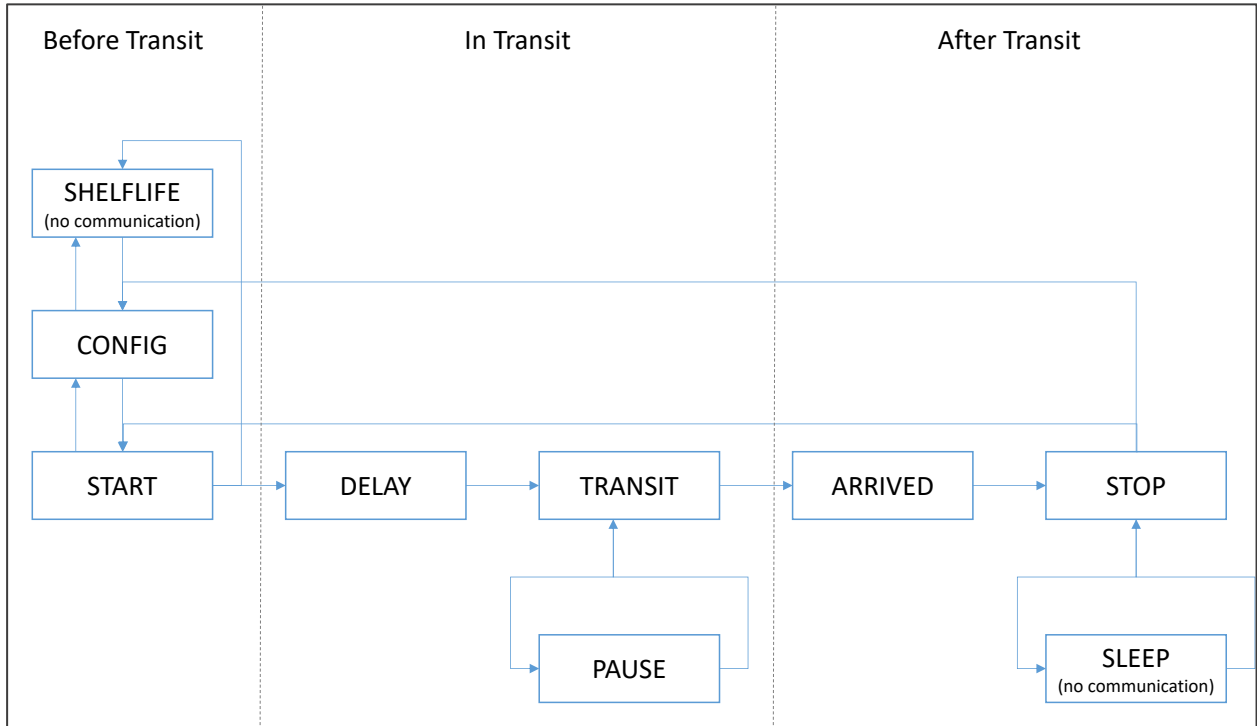 Before Transit
In Transit
After Transit
SHELFLIFE
(no communication)
CONFIG
START
DELAY
TRANSIT
ARRIVED
STOP
PAUSE
SLEEP
(no communication)